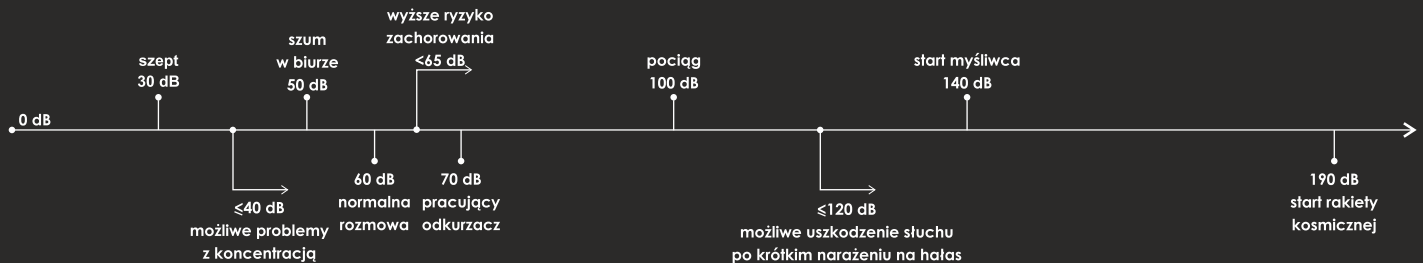 0 dB
szept
30 dB
≤40 dB
możliwe problemy
z koncentracją
szum
w biurze
50 dB
60 dB
normalna
rozmowa
wyższe ryzyko
zachorowania
<65 dB
70 dB
pracujący
odkurzacz
pociąg
100 dB
≤120 dB
możliwe uszkodzenie słuchu
po krótkim narażeniu na hałas
start myśliwca
140 dB
190 dB
start rakiety
kosmicznej